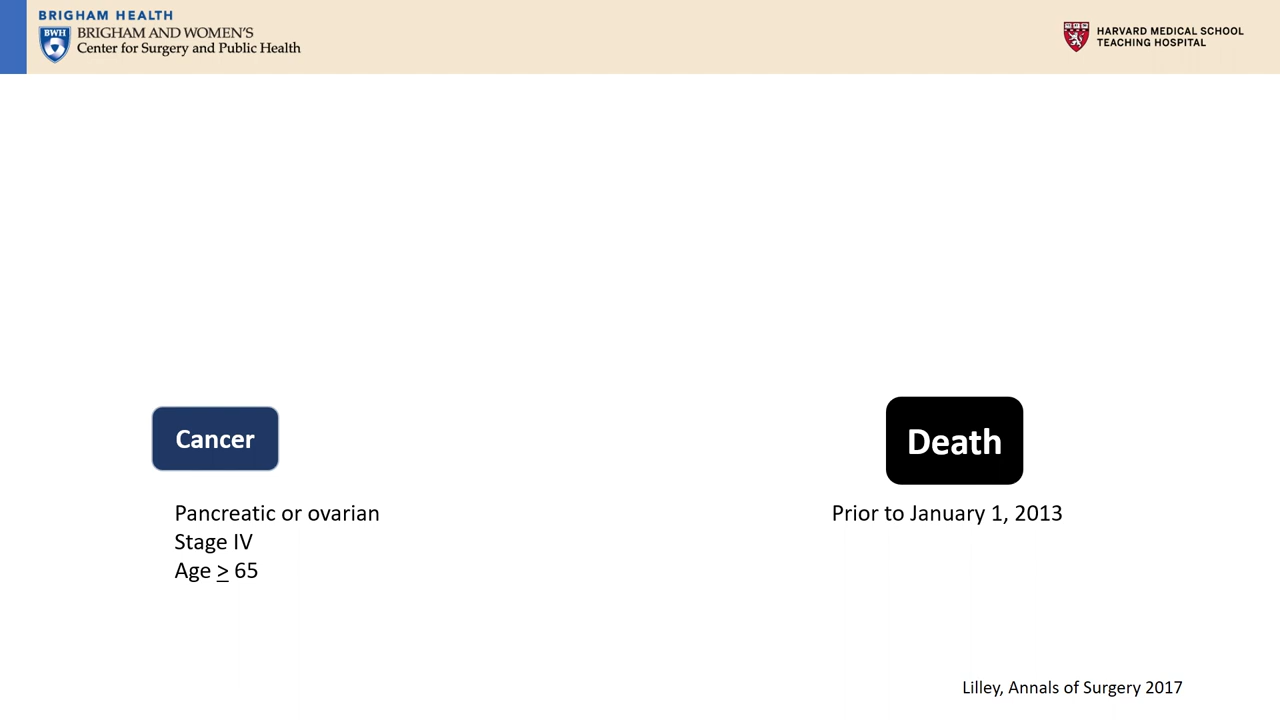 BRIGHAM HEALTH
BWH
BRIGHAM AND WOMEN'S
Center for Surgery and Public Health
HARVARD MEDICAL SCHOOL
TEACHING HOSPITAL
Cancer
Death
Pancreatic or ovarian
Stage IV
Age ≥ 65
Prior to January 1, 2013
Lilley, Annals of Surgery 2017